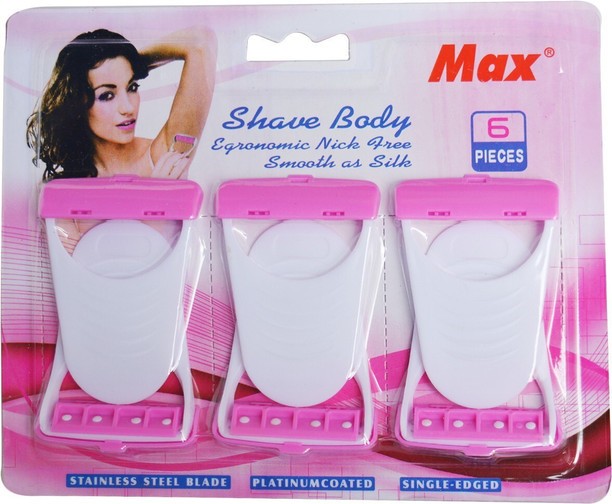 Max®
Shave Body
Egronomic Nick Free
Smooth as Silk
6
PIECES
STAINLESS STEEL BLADE
PLATINUMCOATED
SINGLE-EDGED